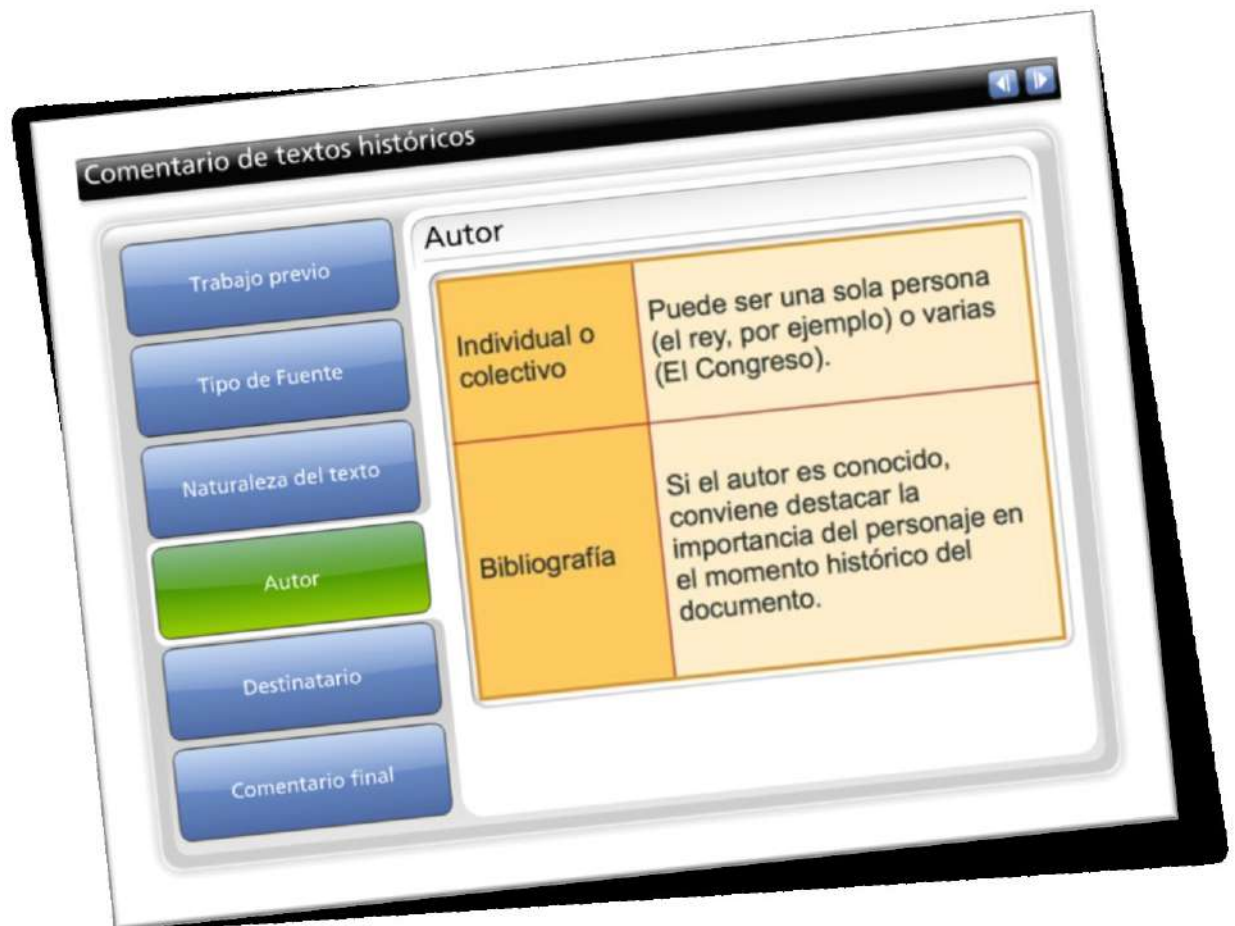 Comentario de textos históricos
Trabajo previo
Tipo de Fuente
Naturaleza del texto
Autor
Destinatario
Comentario final
Autor
Individual o
colectivo
Puede ser una sola persona
(el rey, por ejemplo) o varias
(El Congreso).
Bibliografía
Si el autor es conocido,
conviene destacar la
importancia del personaje en
el momento histórico del
documento.